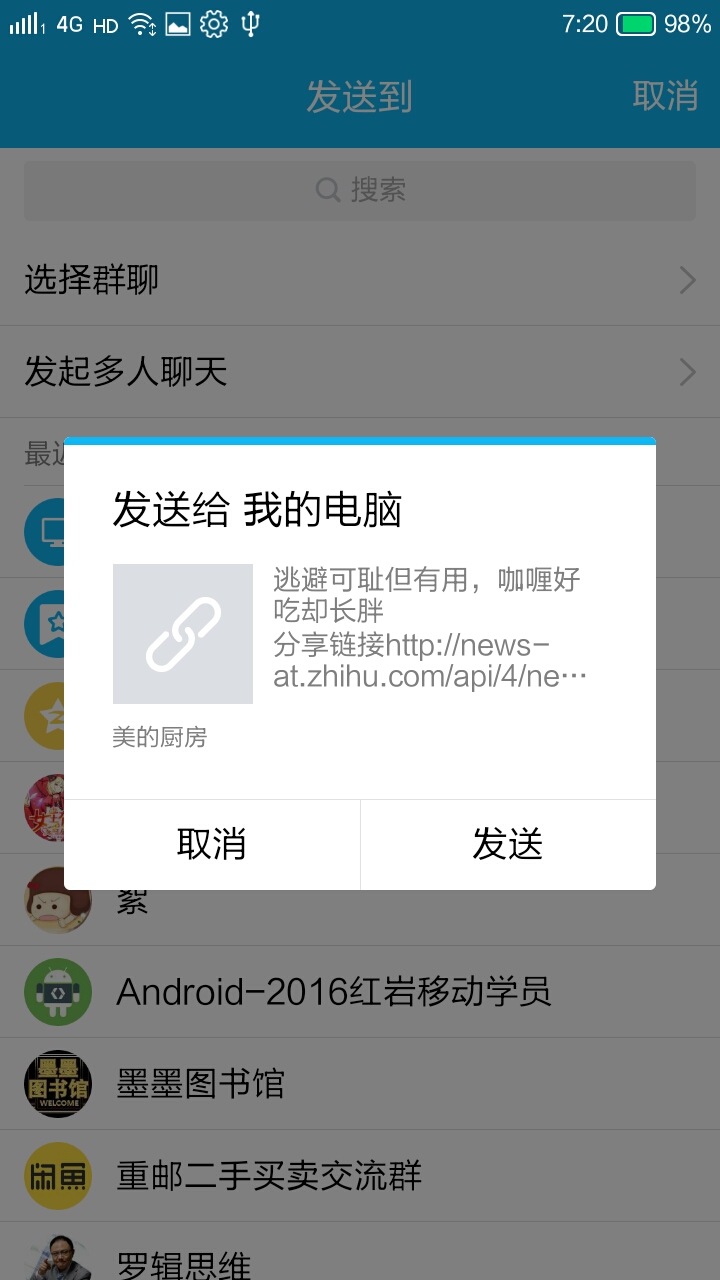 1 4G HD 7:20 98%
发送到 取消
搜索
选择群聊
发起多人聊天
最近
发送给 我的电脑
逃避可耻但有用，咖喱好
吃却长胖
分享链接http://news-
at.zhihu.com/api/4/ne…
美的厨房
取消 发送
絮
Android-2016红岩移动学员
墨墨
图书馆
WELCOME
墨墨图书馆
闲鱼
重邮二手买卖交流群
罗辑思维